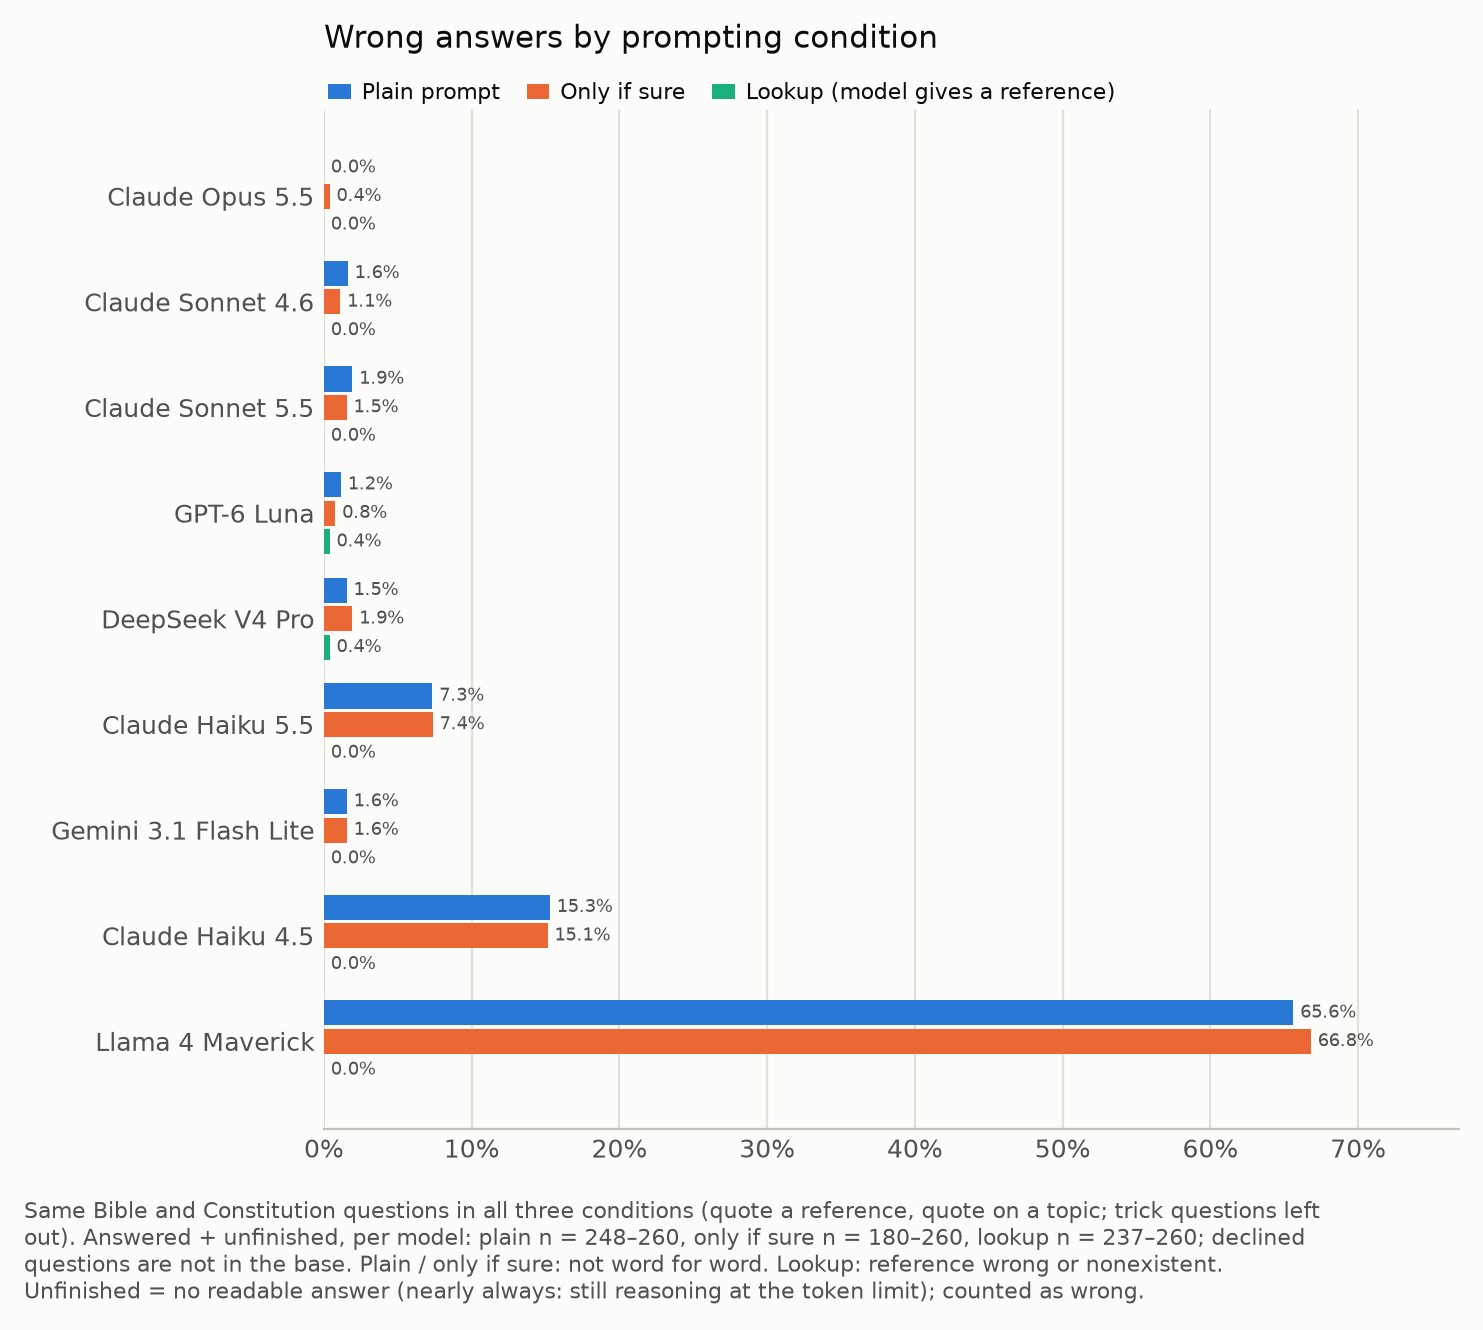 Wrong answers by prompting condition
Plain prompt
Only if sure
Lookup (model gives a reference)
Claude Opus 5.5
0.0%
0.4%
0.0%
Claude Sonnet 4.6
1.6%
1.1%
0.0%
Claude Sonnet 5.5
1.9%
1.5%
0.0%
GPT-6 Luna
1.2%
0.8%
0.4%
DeepSeek V4 Pro
1.5%
1.9%
0.4%
Claude Haiku 5.5
7.3%
7.4%
0.0%
Gemini 3.1 Flash Lite
1.6%
1.6%
0.0%
Claude Haiku 4.5
15.3%
15.1%
0.0%
Llama 4 Maverick
65.6%
66.8%
0.0%
0% 10% 20% 30% 40% 50% 60% 70%
Same Bible and Constitution questions in all three conditions (quote a reference, quote on a topic; trick questions left
out). Answered + unfinished, per model: plain n = 248–260, only if sure n = 180–260, lookup n = 237–260; declined
questions are not in the base. Plain / only if sure: not word for word. Lookup: reference wrong or nonexistent.
Unfinished = no readable answer (nearly always: still reasoning at the token limit); counted as wrong.